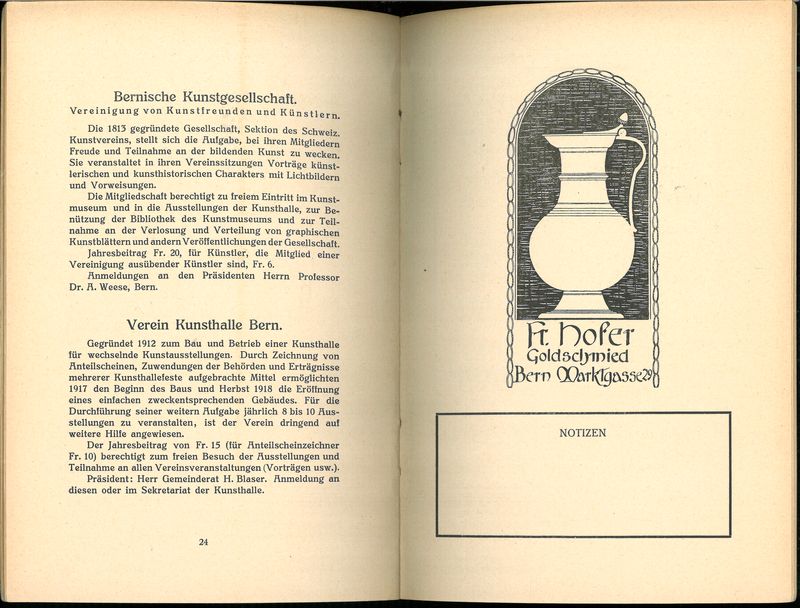 Bernische Kunstgesellschaft.
Vereinigung von Kunstfreunden und Künstlern.
Die 1813 gegründete Gesellschaft, Sektion des Schweiz.
Kunstvereins, stellt sich die Aufgabe, bei ihren Mitgliedern
Freude und Teilnahme an der bildenden Kunst zu wecken.
Sie veranstaltet in ihren Vereinssitzungen Vorträge künst-
lerischen und kunsthistorischen Charakters mit Lichtbildern
und Vorweisungen.
Die Mitgliedschaft berechtigt zu freiem Eintritt im Kunst-
museum und in die Ausstellungen der Kunsthalle, zur Be-
nützung der Bibliothek des Kunstmuseums und zur Teil-
nahme an der Verlosung und Verteilung von graphischen
Kunstblättern und andern Veröffentlichungen der Gesellschaft.
Jahresbeitrag Fr. 20, für Künstler, die Mitglied einer
Vereinigung ausübender Künstler sind, Fr. 6.
Anmeldungen an den Präsidenten Herrn Professor
Dr. A. Weese, Bern.
Verein Kunsthalle Bern.
Gegründet 1912 zum Bau und Betrieb einer Kunsthalle
für wechselnde Kunstausstellungen. Durch Zeichnung von
Anteilscheinen, Zuwendungen der Behörden und Erträgnisse
mehrerer Kunsthallefeste aufgebrachte Mittel ermöglichten
1917 den Beginn des Baus und Herbst 1918 die Eröffnung
eines einfachen zweckentsprechenden Gebäudes. Für die
Durchführung seiner weitern Aufgabe jährlich 8 bis 10 Aus-
stellungen zu veranstalten, ist der Verein dringend auf
weitere Hilfe angewiesen.
Der Jahresbeitrag von Fr. 15 (für Anteilscheinzeichner
Fr. 10) berechtigt zum freien Besuch der Ausstellungen und
Teilnahme an allen Vereinsveranstaltungen (Vorträgen usw.).
Präsident: Herr Gemeinderat H. Blaser. Anmeldung an
diesen oder im Sekretariat der Kunsthalle.
24
Fr. Hofer
Goldschmied
Bern Marktgasse 29
NOTIZEN